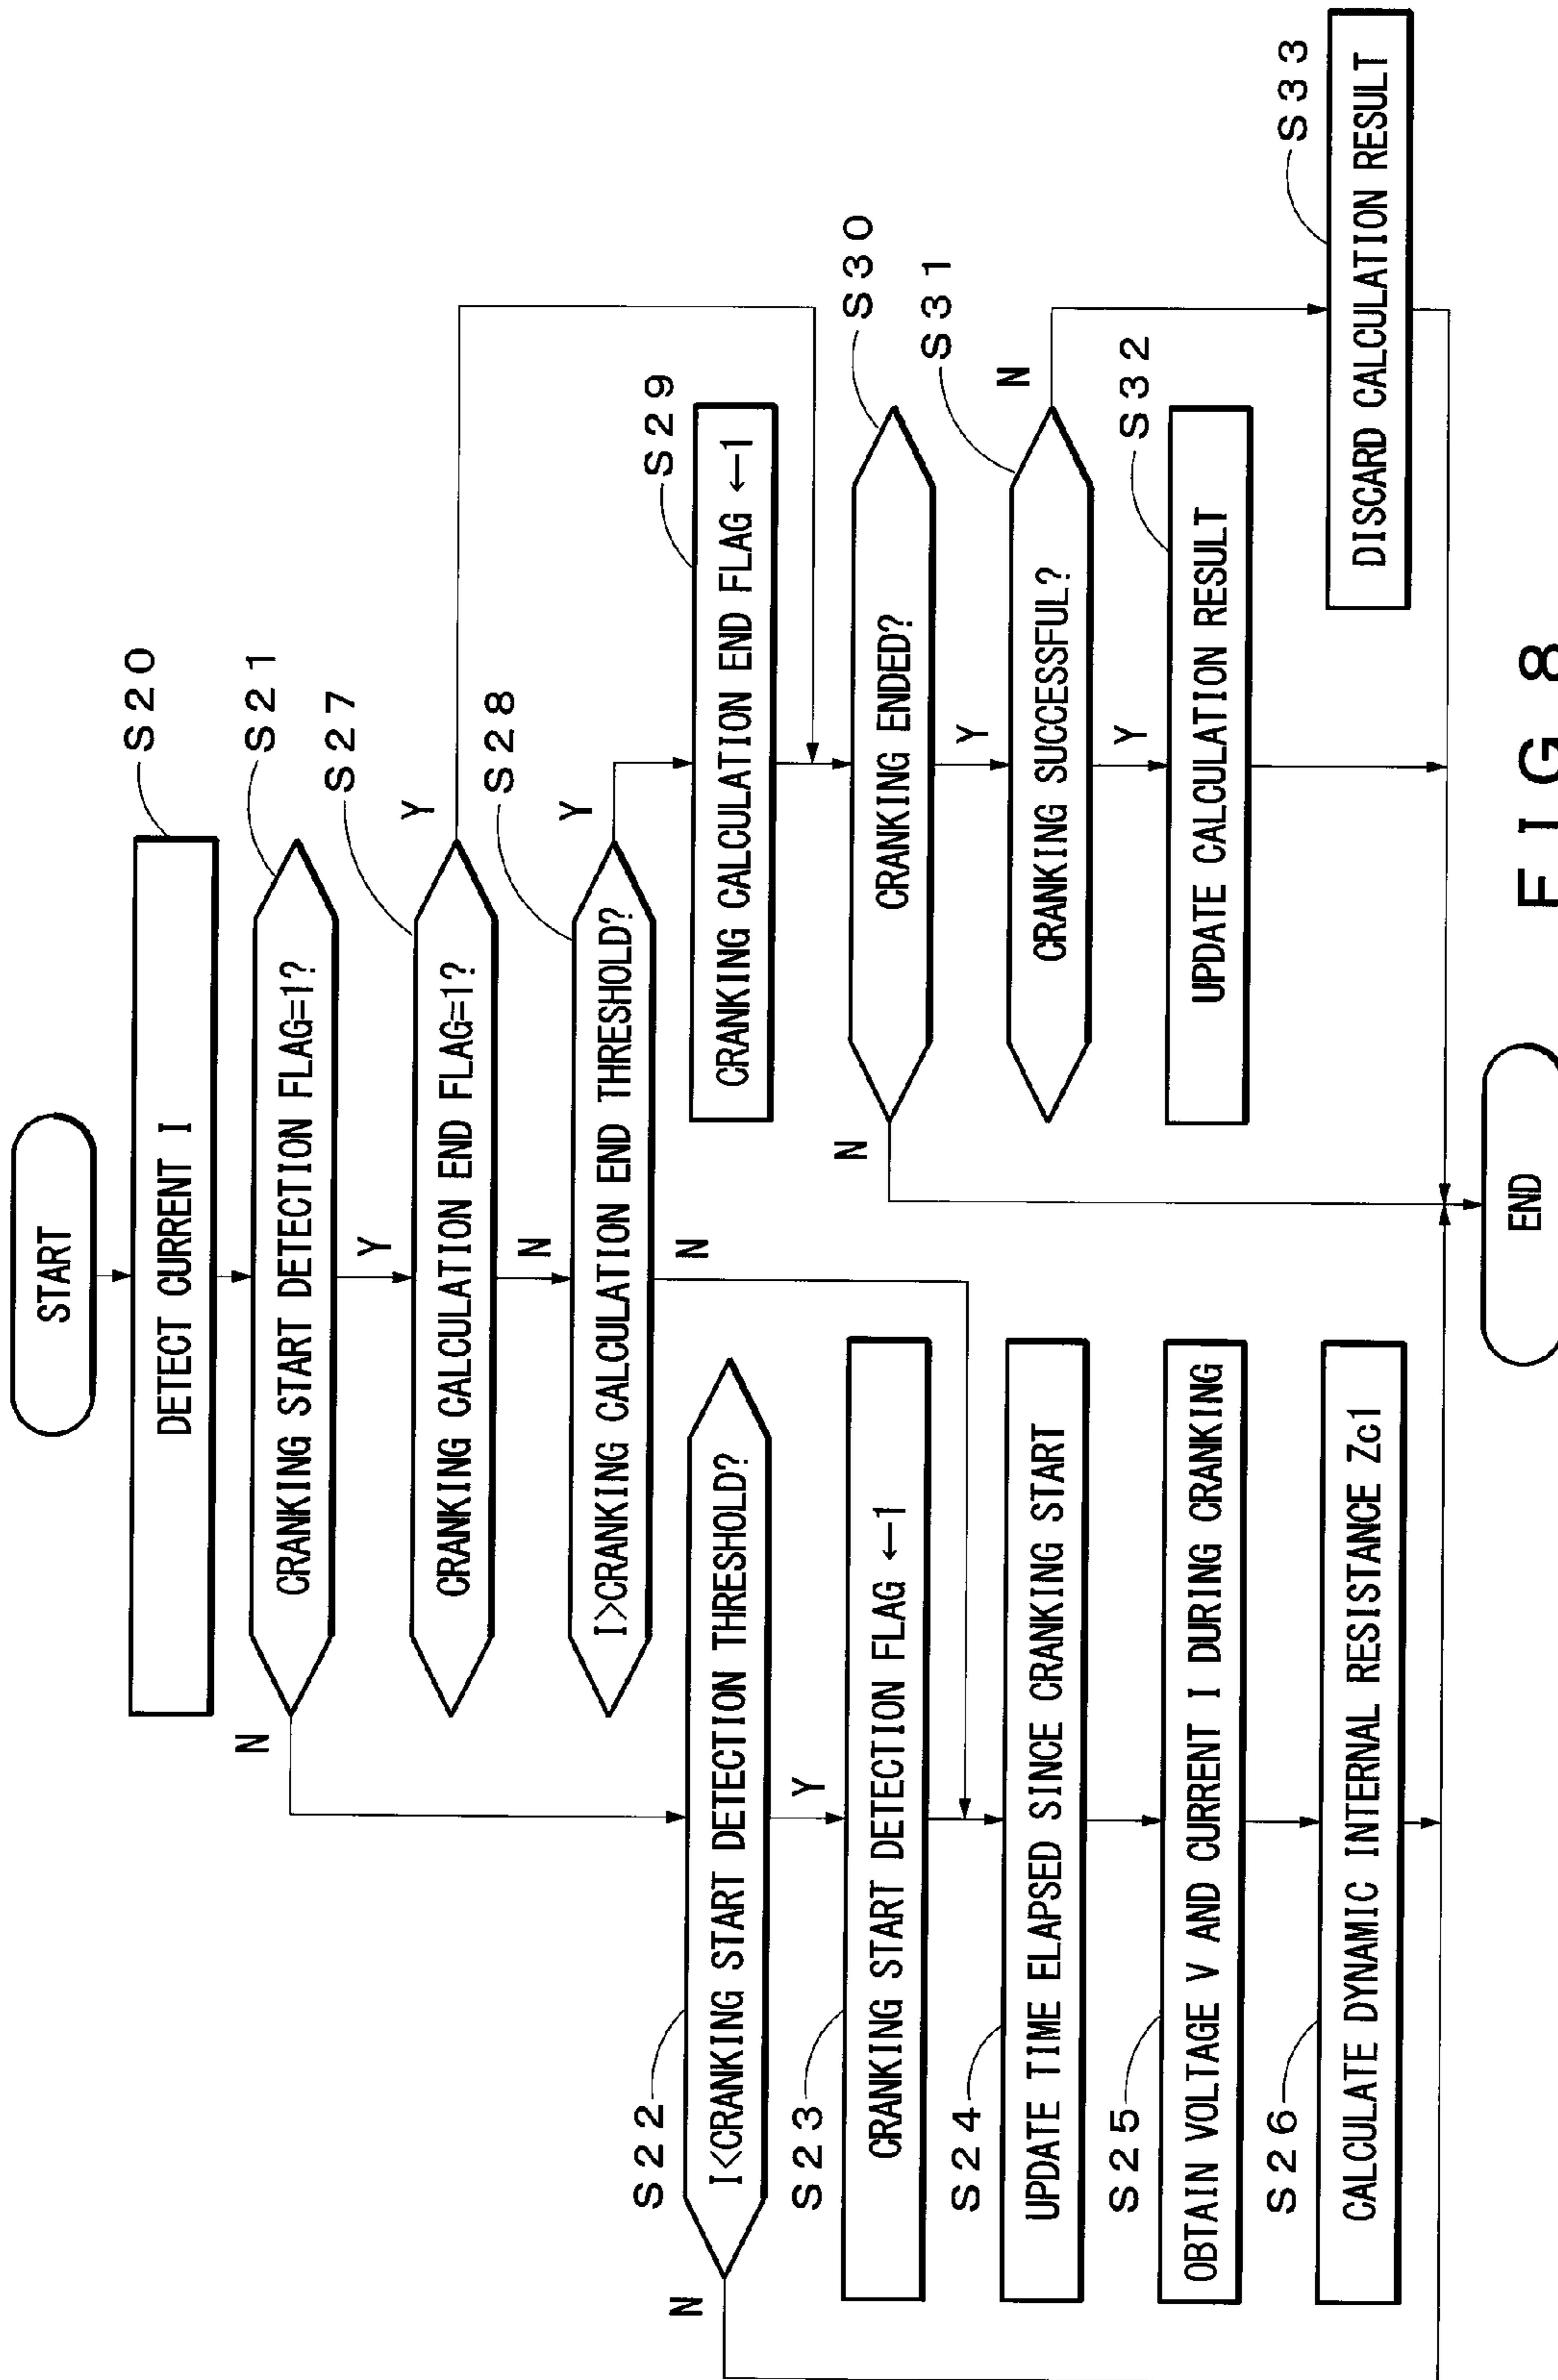 START
DETECT CURRENT I
S20
CRANKING START DETECTION FLAG=1?
S21
N
Y
CRANKING CALCULATION END FLAG=1?
S27
Y
N
I>CRANKING CALCULATION END THRESHOLD?
S28
Y
N
S22
I<CRANKING START DETECTION THRESHOLD?
N
Y
S23
CRANKING START DETECTION FLAG ←1
S24
UPDATE TIME ELAPSED SINCE CRANKING START
S25
OBTAIN VOLTAGE V AND CURRENT I DURING CRANKING
S26
CALCULATE DYNAMIC INTERNAL RESISTANCE Zc1
CRANKING CALCULATION END FLAG ←1
S29
CRANKING ENDED?
S30
N
Y
CRANKING SUCCESSFUL?
S31
N
Y
UPDATE CALCULATION RESULT
S32
DISCARD CALCULATION RESULT
S33
END
FIG 8